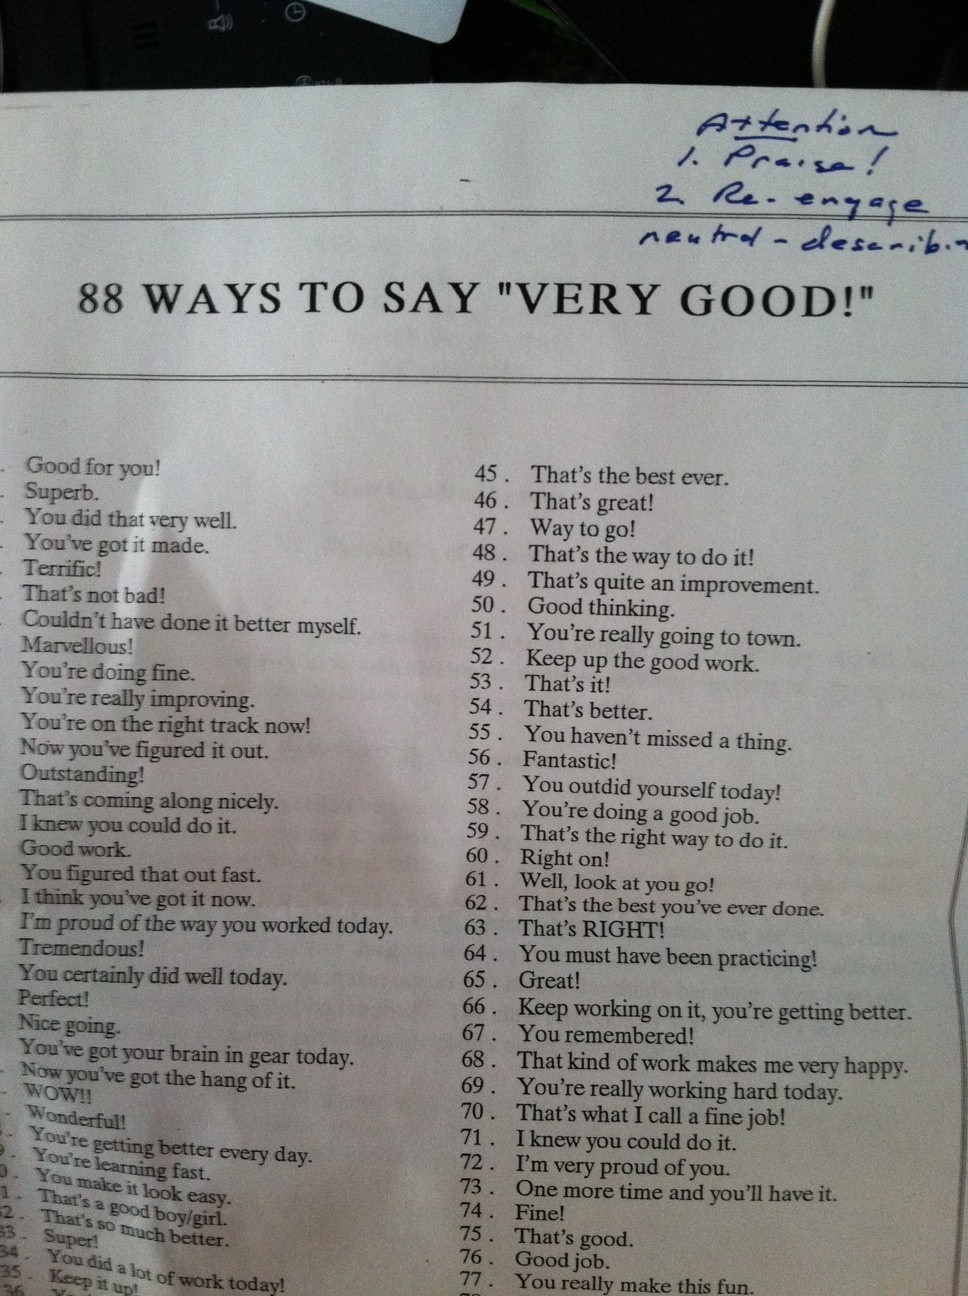 Attention
1. Praise!
2. Re-engage
neutral - describin
88 WAYS TO SAY "VERY GOOD!"
Good for you!
Superb.
You did that very well.
You've got it made.
Terrific!
That's not bad!
Couldn't have done it better myself.
Marvellous!
You're doing fine.
You're really improving.
You're on the right track now!
Now you've figured it out.
Outstanding!
That's coming along nicely.
I knew you could do it.
Good work.
You figured that out fast.
I think you've got it now.
I'm proud of the way you worked today.
Tremendous!
You certainly did well today.
Perfect!
Nice going.
You've got your brain in gear today.
Now you've got the hang of it.
WOW!!
Wonderful!
You're getting better every day.
You're learning fast.
You make it look easy.
That's a good boy/girl.
That's so much better.
Super!
34 - You did a lot of work today!
35 - Keep it up!
36
45 . That's the best ever.
46 . That's great!
47 . Way to go!
48 . That's the way to do it!
49 . That's quite an improvement.
50 . Good thinking.
51 . You're really going to town.
52 . Keep up the good work.
53 . That's it!
54 . That's better.
55 . You haven't missed a thing.
56 . Fantastic!
57 . You outdid yourself today!
58 . You're doing a good job.
59 . That's the right way to do it.
60 . Right on!
61 . Well, look at you go!
62 . That's the best you've ever done.
63 . That's RIGHT!
64 . You must have been practicing!
65 . Great!
66 . Keep working on it, you're getting better.
67 . You remembered!
68 . That kind of work makes me very happy.
69 . You're really working hard today.
70 . That's what I call a fine job!
71 . I knew you could do it.
72 . I'm very proud of you.
73 . One more time and you'll have it.
74 . Fine!
75 . That's good.
76 . Good job.
77 . You really make this fun.